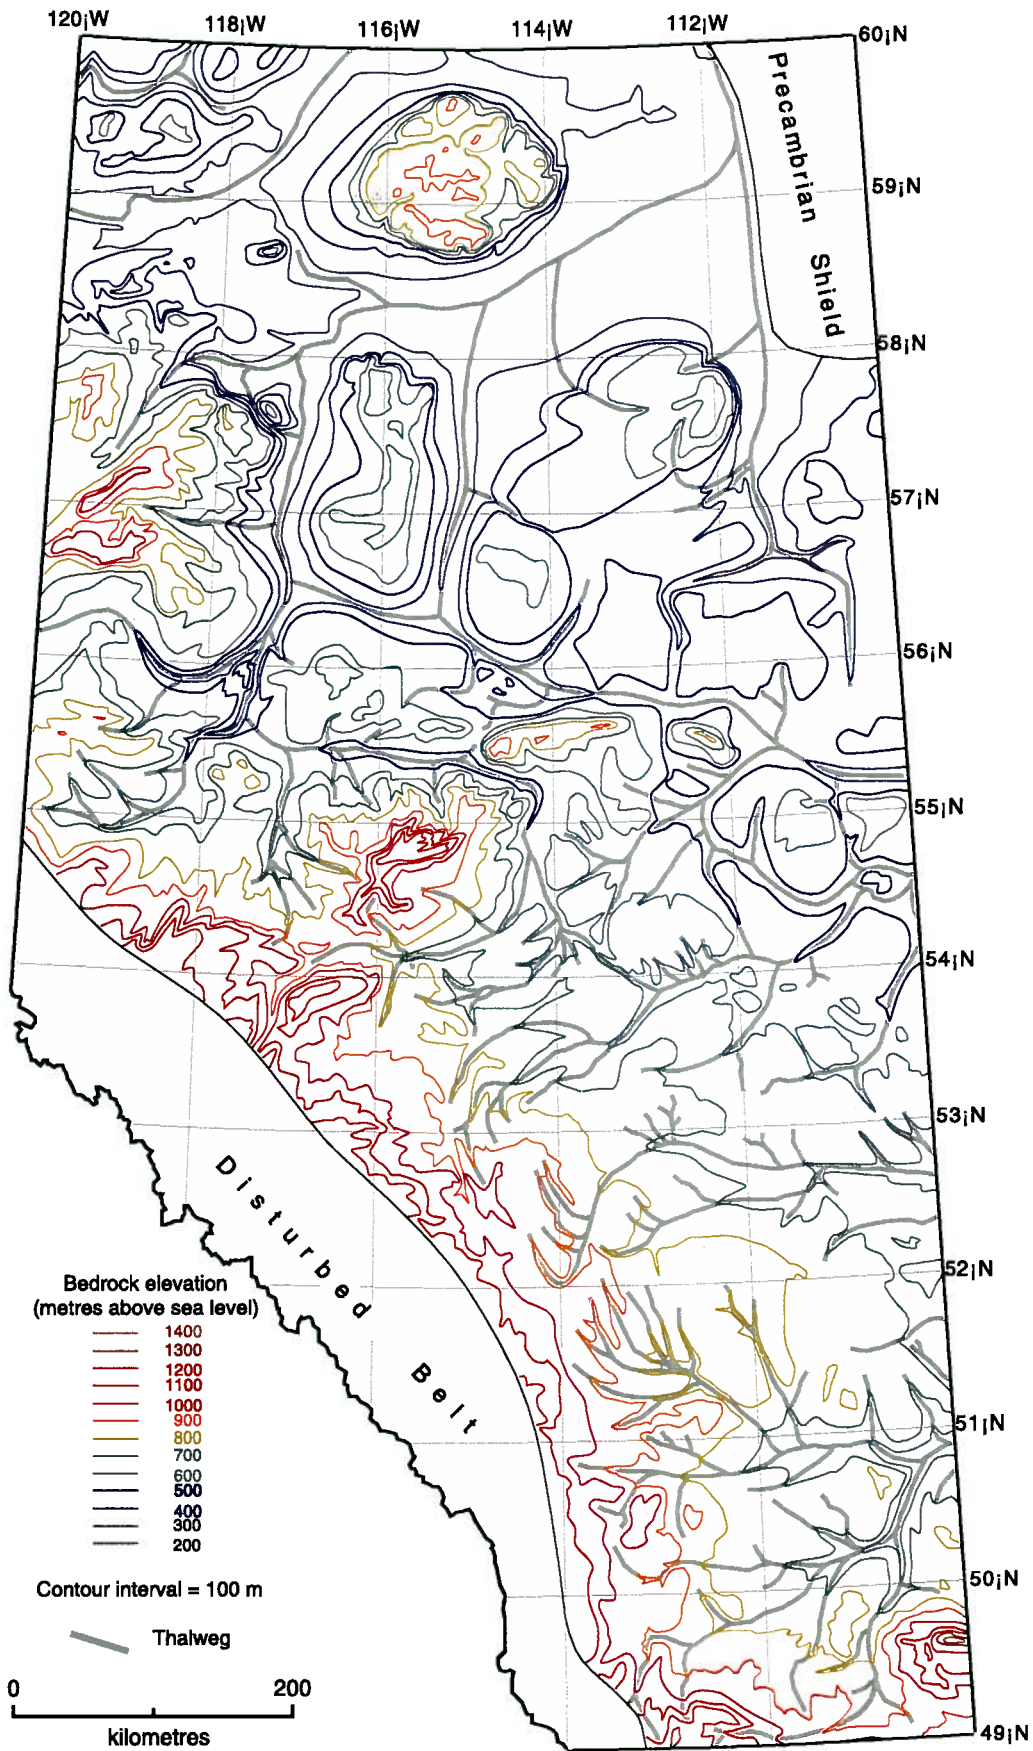 120¡W
118¡W
116¡W
114¡W
112¡W
60¡N
Precambrian Shield
59¡N
58¡N
57¡N
56¡N
55¡N
54¡N
53¡N
52¡N
51¡N
50¡N
49¡N
Disturbed Belt
Bedrock elevation
(metres above sea level)
1400
1300
1200
1100
1000
900
800
700
600
500
400
300
200
Contour interval = 100 m
Thalweg
0 200
kilometres